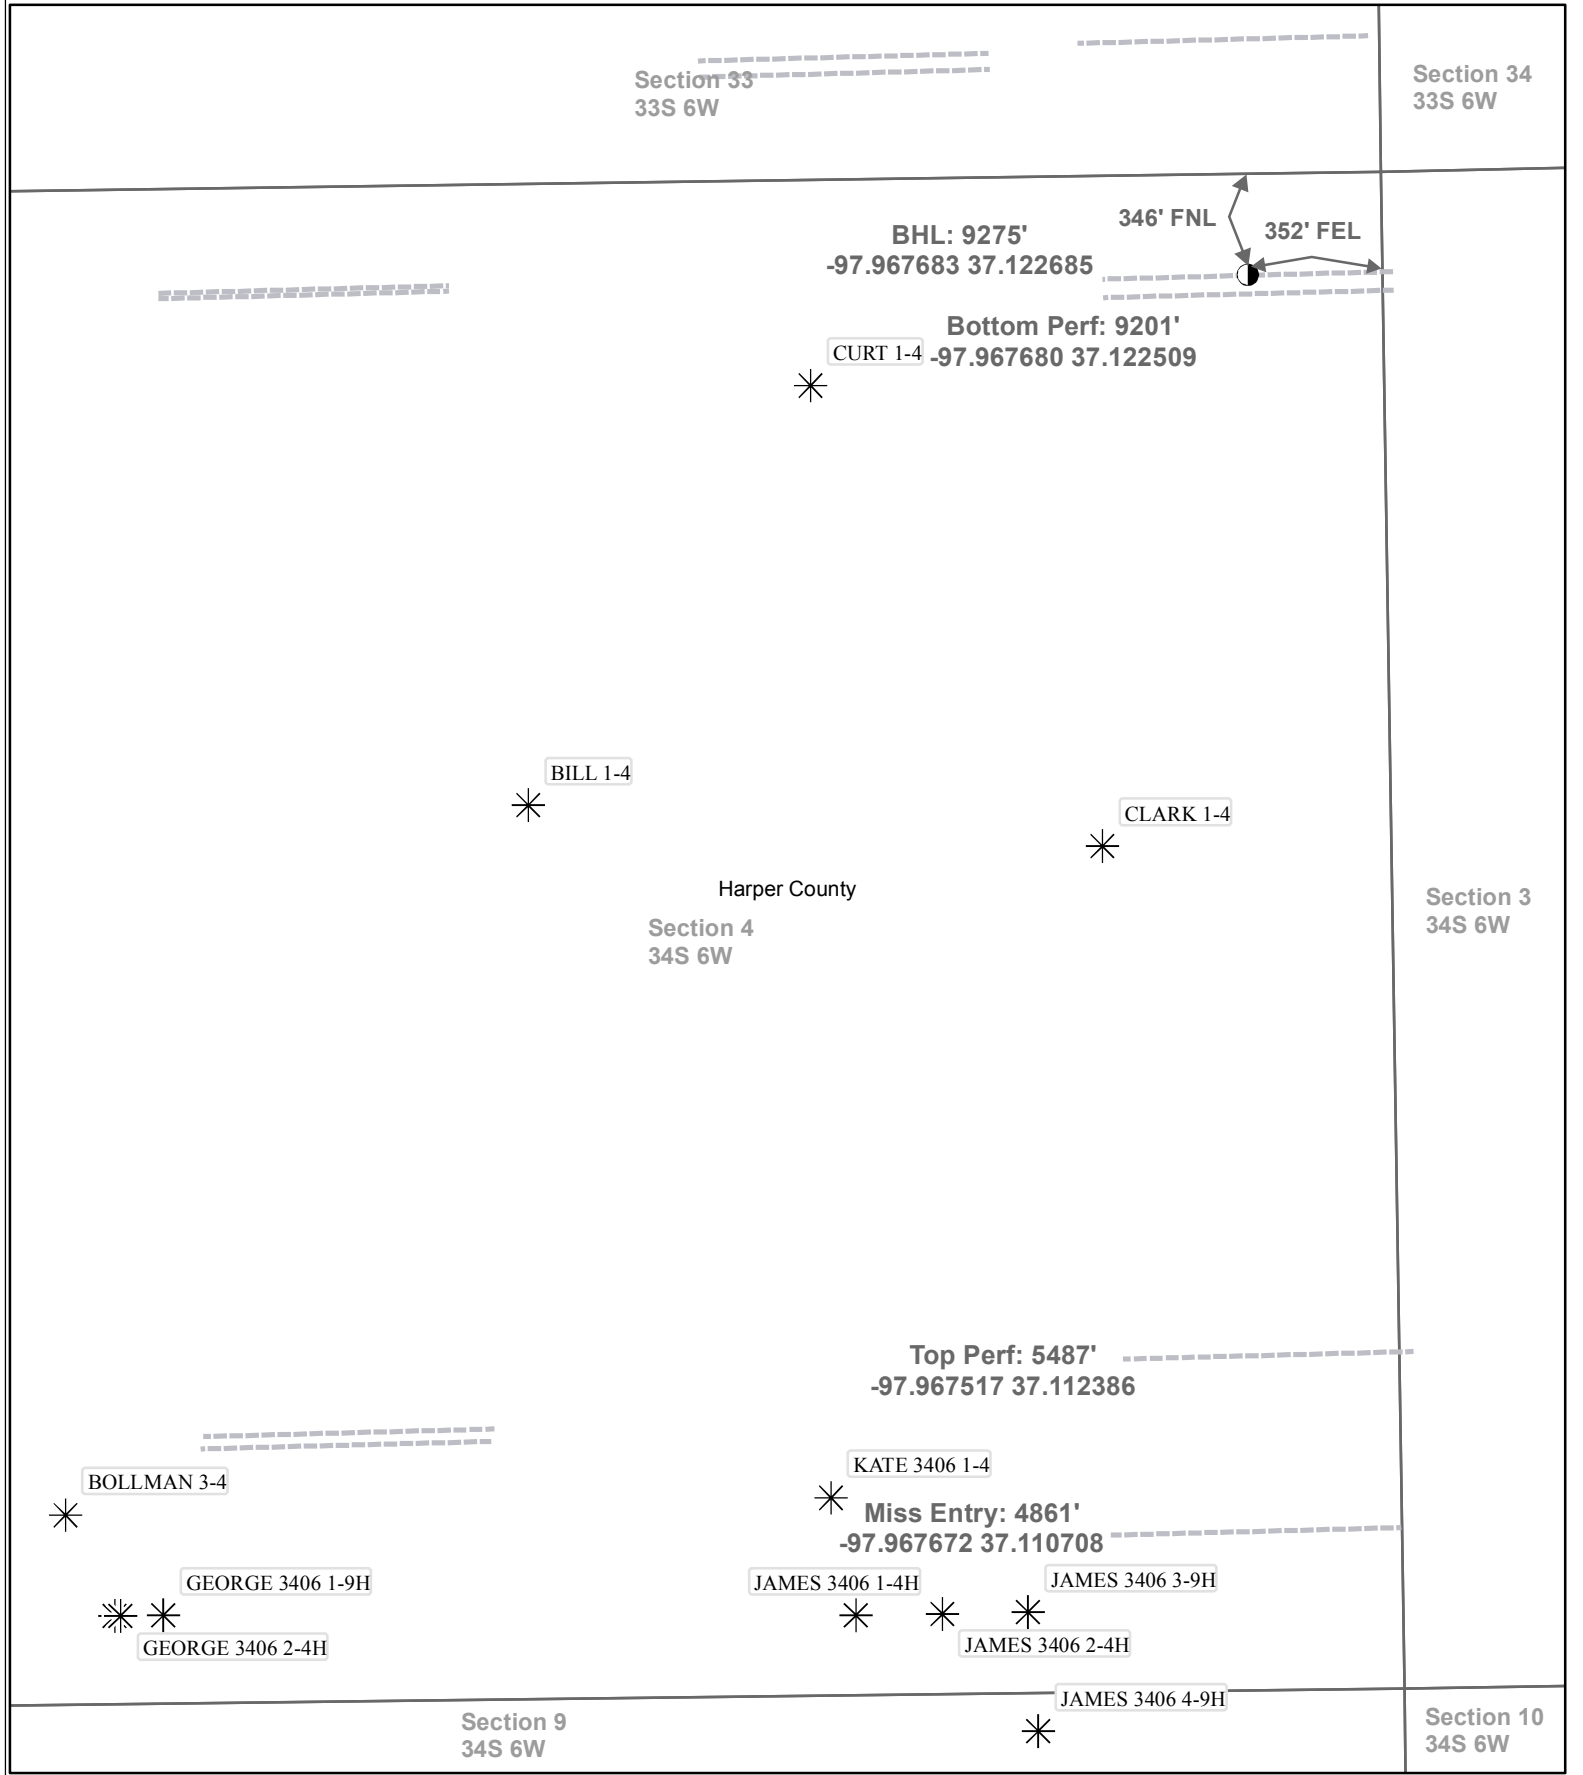 Section 33
33S 6W
Section 34
33S 6W
346' FNL
352' FEL
BHL: 9275'
-97.967683 37.122685
Bottom Perf: 9201'
-97.967680 37.122509
CURT 1-4
BILL 1-4
CLARK 1-4
Harper County
Section 4
34S 6W
Section 3
34S 6W
Top Perf: 5487'
-97.967517 37.112386
KATE 3406 1-4
BOLLMAN 3-4
Miss Entry: 4861'
-97.967672 37.110708
GEORGE 3406 1-9H
JAMES 3406 1-4H
JAMES 3406 3-9H
GEORGE 3406 2-4H
JAMES 3406 2-4H
JAMES 3406 4-9H
Section 9
34S 6W
Section 10
34S 6W